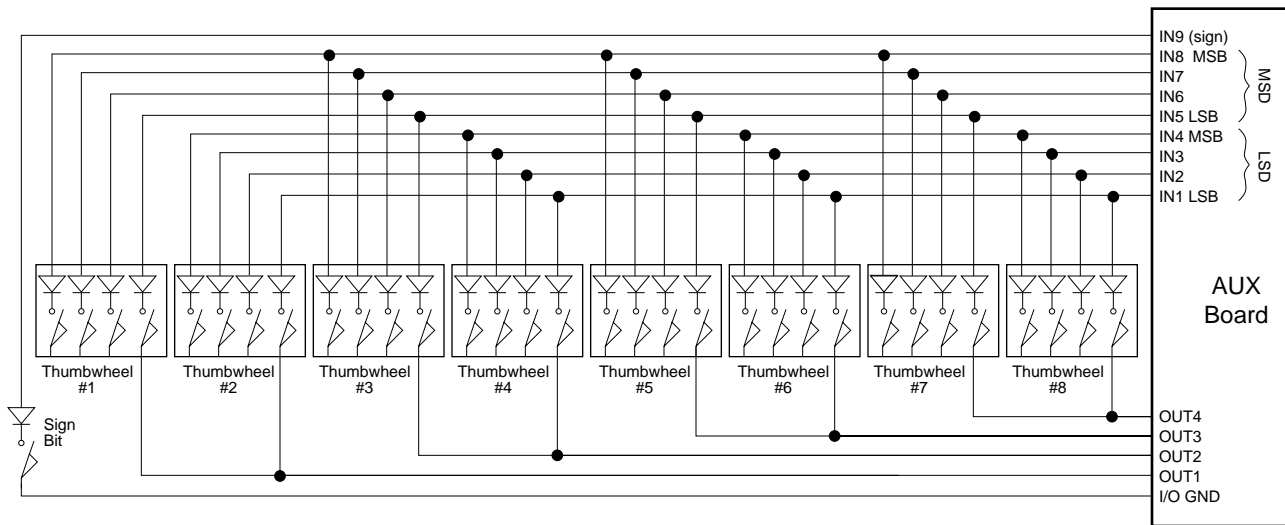 IN9 (sign)
IN8 MSB
IN7
IN6
IN5 LSB
MSD
IN4 MSB
IN3
IN2
IN1 LSB
LSD
AUX
Board
Thumbwheel
#1
Thumbwheel
#2
Thumbwheel
#3
Thumbwheel
#4
Thumbwheel
#5
Thumbwheel
#6
Thumbwheel
#7
Thumbwheel
#8
Sign
Bit
OUT4
OUT3
OUT2
OUT1
I/O GND